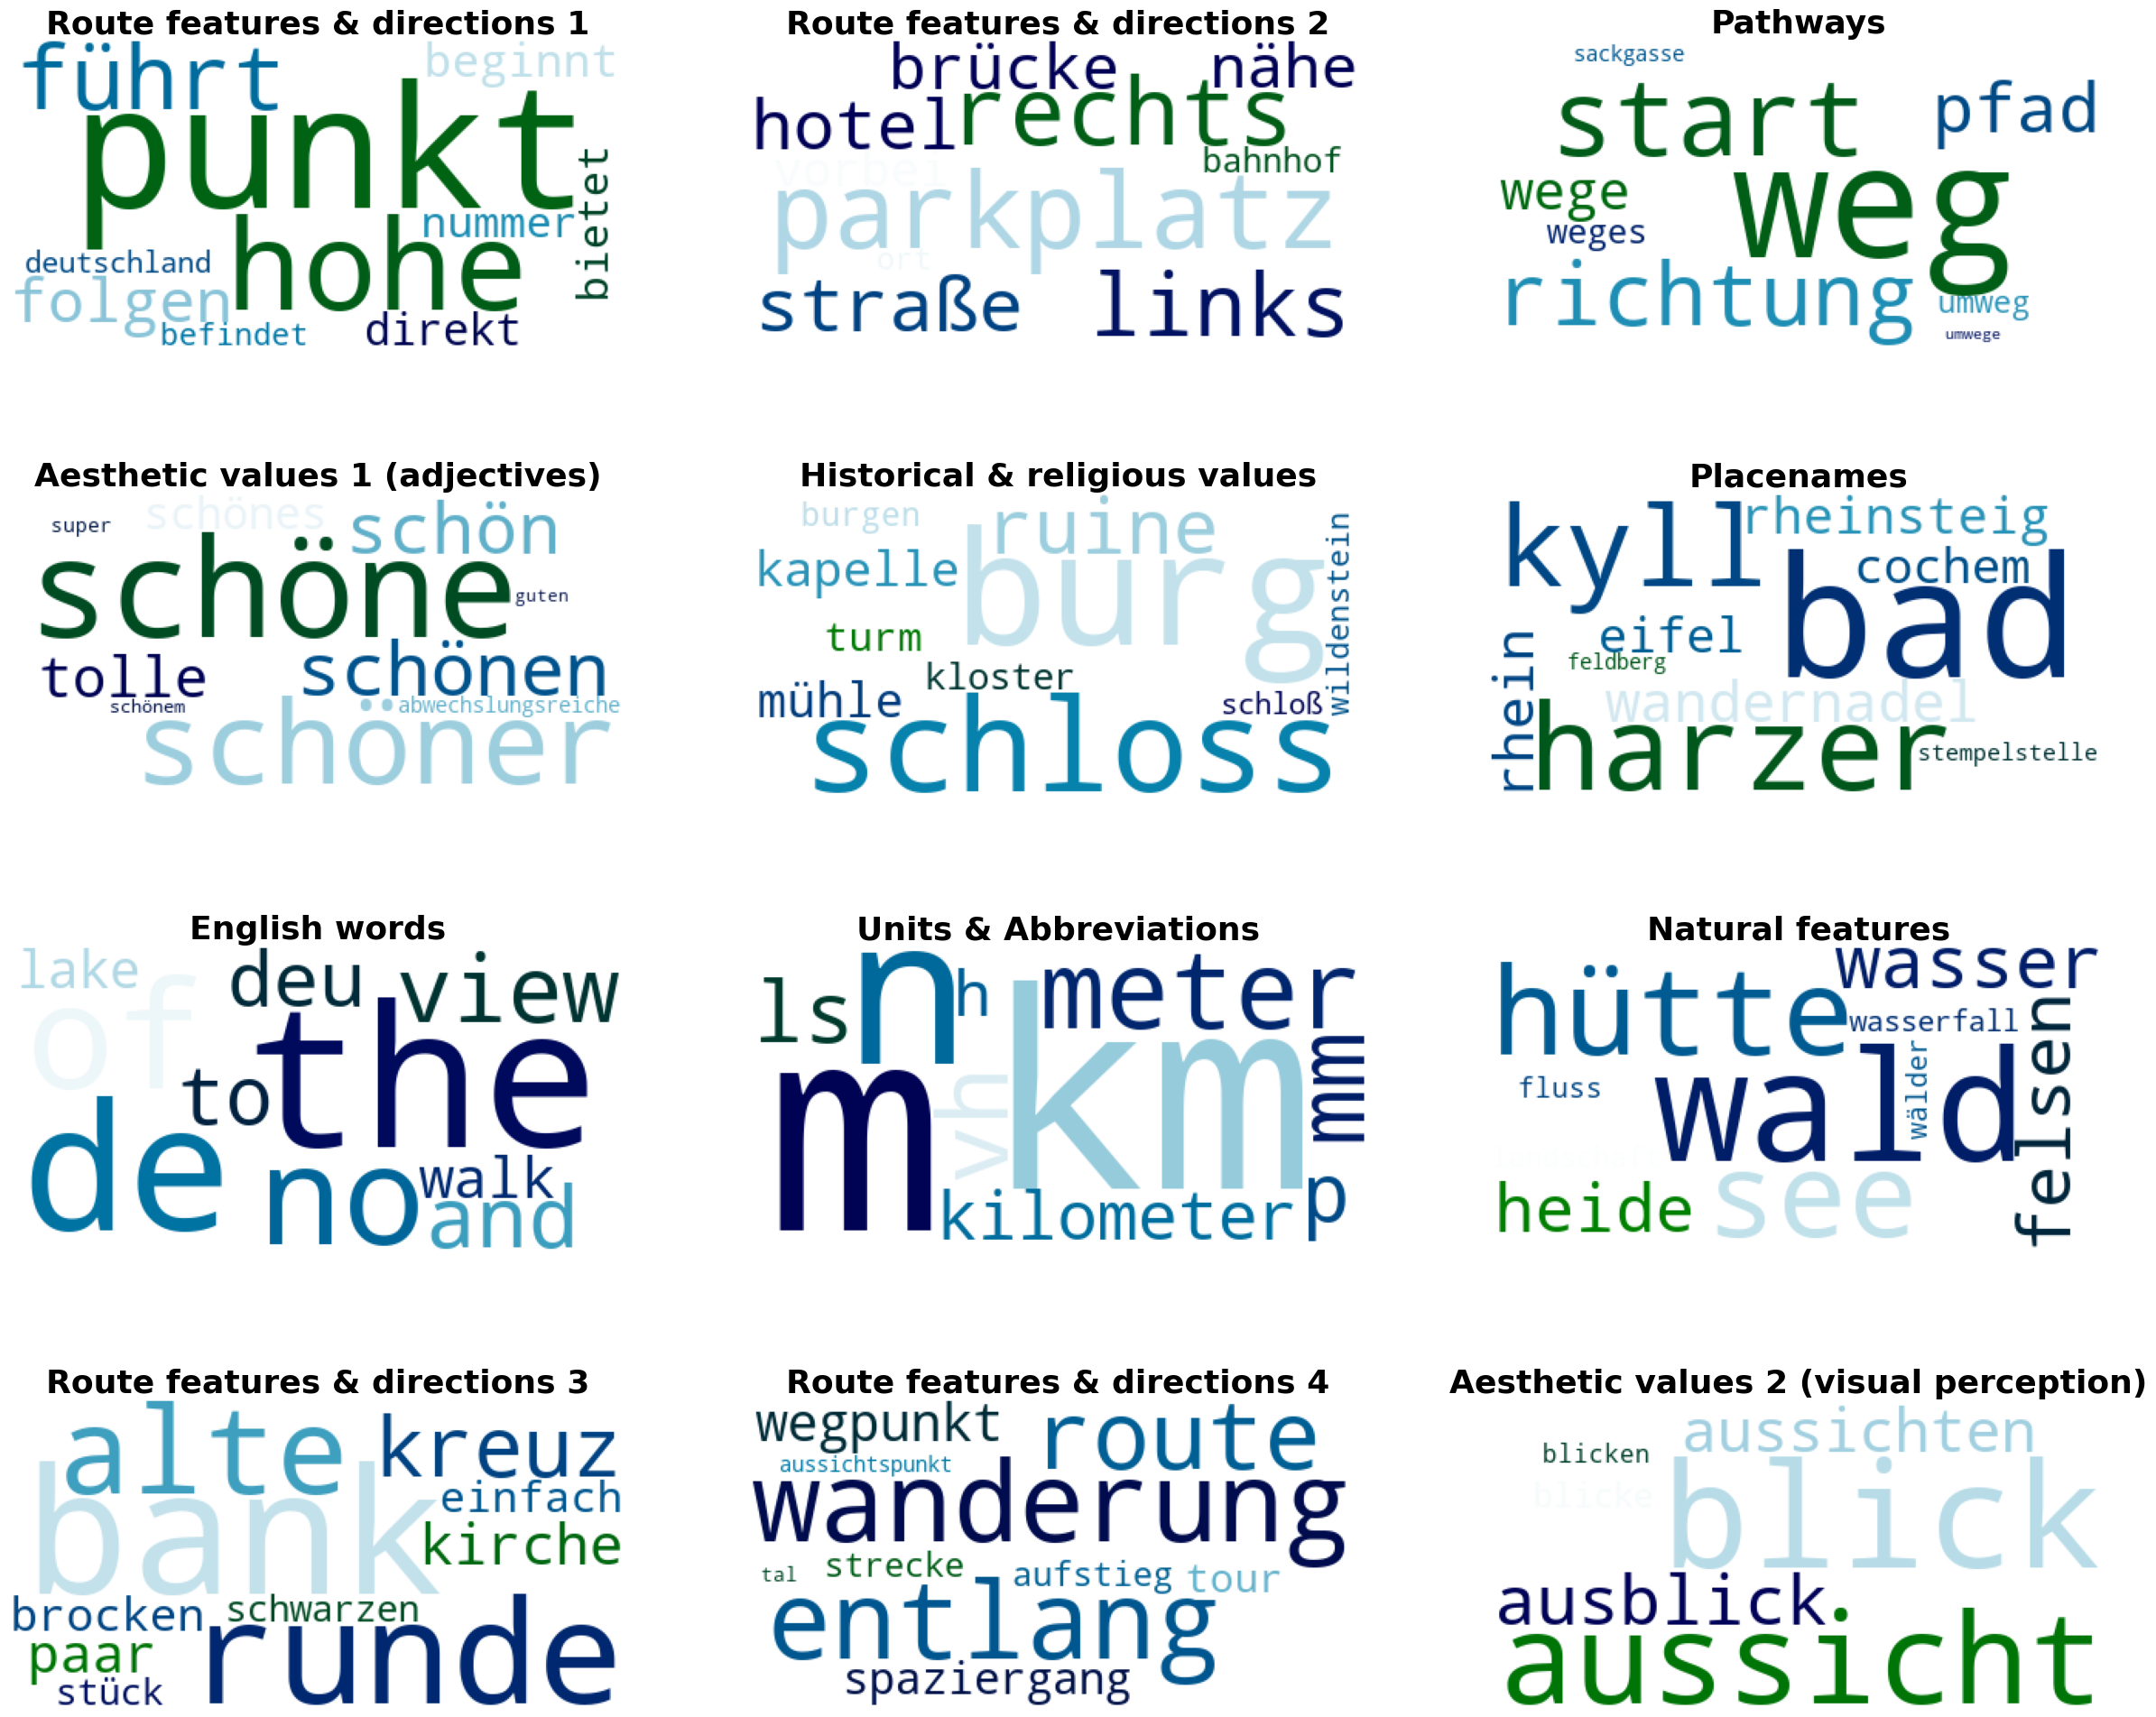 Route features & directions 1
führt
beginnt
punkt
bietet
nummer
hohe
deutschland
folgen
befindet
direkt
Route features & directions 2
brücke
nähe
hotel
rechts
bahnhof
vorbei
parkplatz
ort
straße
links
Pathways
sackgasse
start
pfad
wege
weg
weges
richtung
umweg
umwege
Aesthetic values 1 (adjectives)
super
schönes
schön
schöne
guten
tolle
schönen
schönem
abwechslungsreiche
schöner
Historical & religious values
burgen
ruine
kapelle
burg
wildenstein
turm
kloster
mühle
schloß
schloss
Placenames
kyll
rheinsteig
cochem
bad
eifel
feldberg
rhein
wandernadel
harzer
stempelstelle
English words
lake
of
deu
view
the
to
de
no
walk
and
Units & Abbreviations
ls
n
h
meter
km
m
vh
mm
kilometer
p
Natural features
wasser
hütte
wasserfall
felsen
fluss
wald
wälder
heide
see
Route features & directions 3
alte
kreuz
bank
einfach
kirche
brocken
schwarzen
paar
runde
stück
Route features & directions 4
wegpunkt
route
aussichtspunkt
wanderung
tal
strecke
aufstieg
tour
entlang
spaziergang
Aesthetic values 2 (visual perception)
aussichten
blicken
blicke
blick
ausblick
aussicht